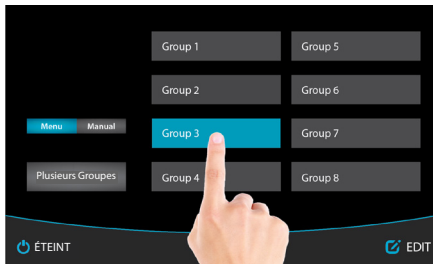 Group 1
Group 5
Group 2
Group 6
Menu
Manual
Group 3
Group 7
Plusieurs Groupes
Group 4
Group 8
ÉTEINT
EDIT